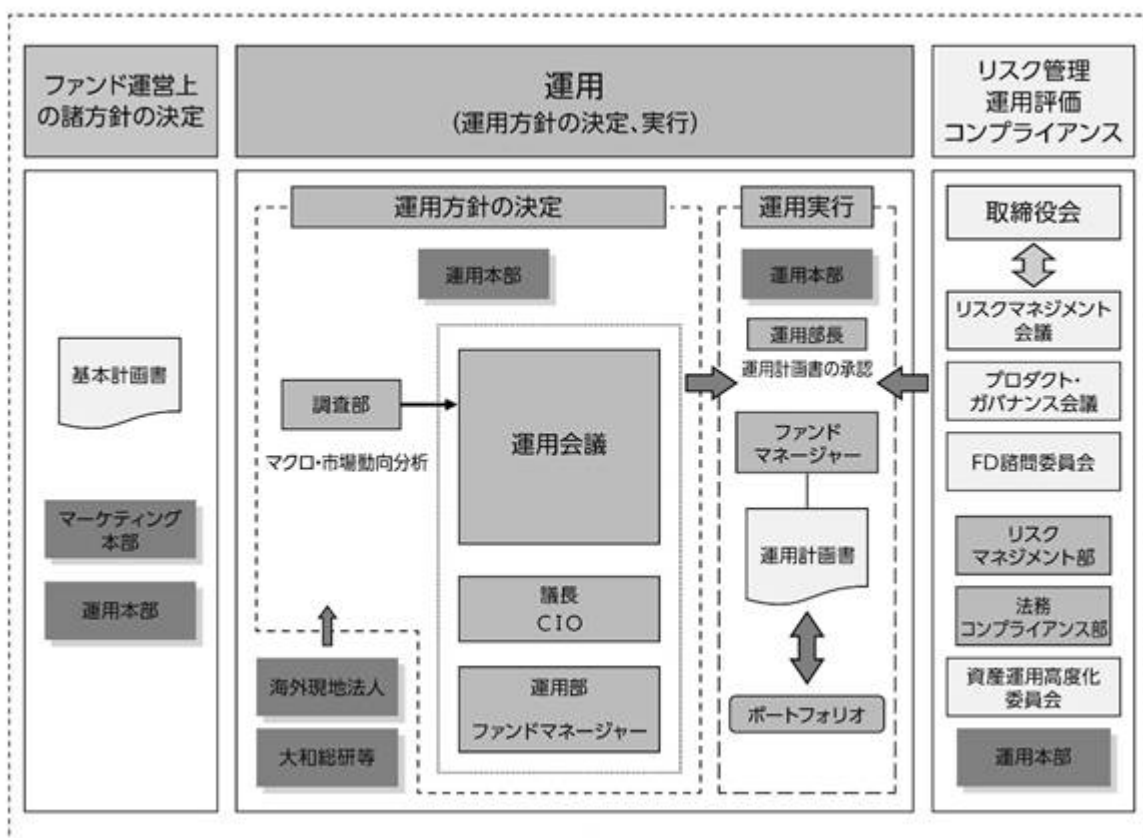 ファンド運営上
の諸方針の決定
運用
(運用方針の決定、実行)
リスク管理
運用評価
コンプライアンス
基本計画書
マーケティング
本部
運用本部
運用方針の決定
運用本部
調査部
マクロ・市場動向分析
運用会議
議長
CIO
運用部
ファンドマネージャー
海外現地法人
大和総研等
運用実行
運用本部
運用部長
運用計画書の承認
ファンド
マネージャー
運用計画書
ポートフォリオ
取締役会
リスクマネジメント
会議
プロダクト・
ガバナンス会議
FD諮問委員会
リスク
マネジメント部
法務
コンプライアンス部
資産運用高度化
委員会
運用本部